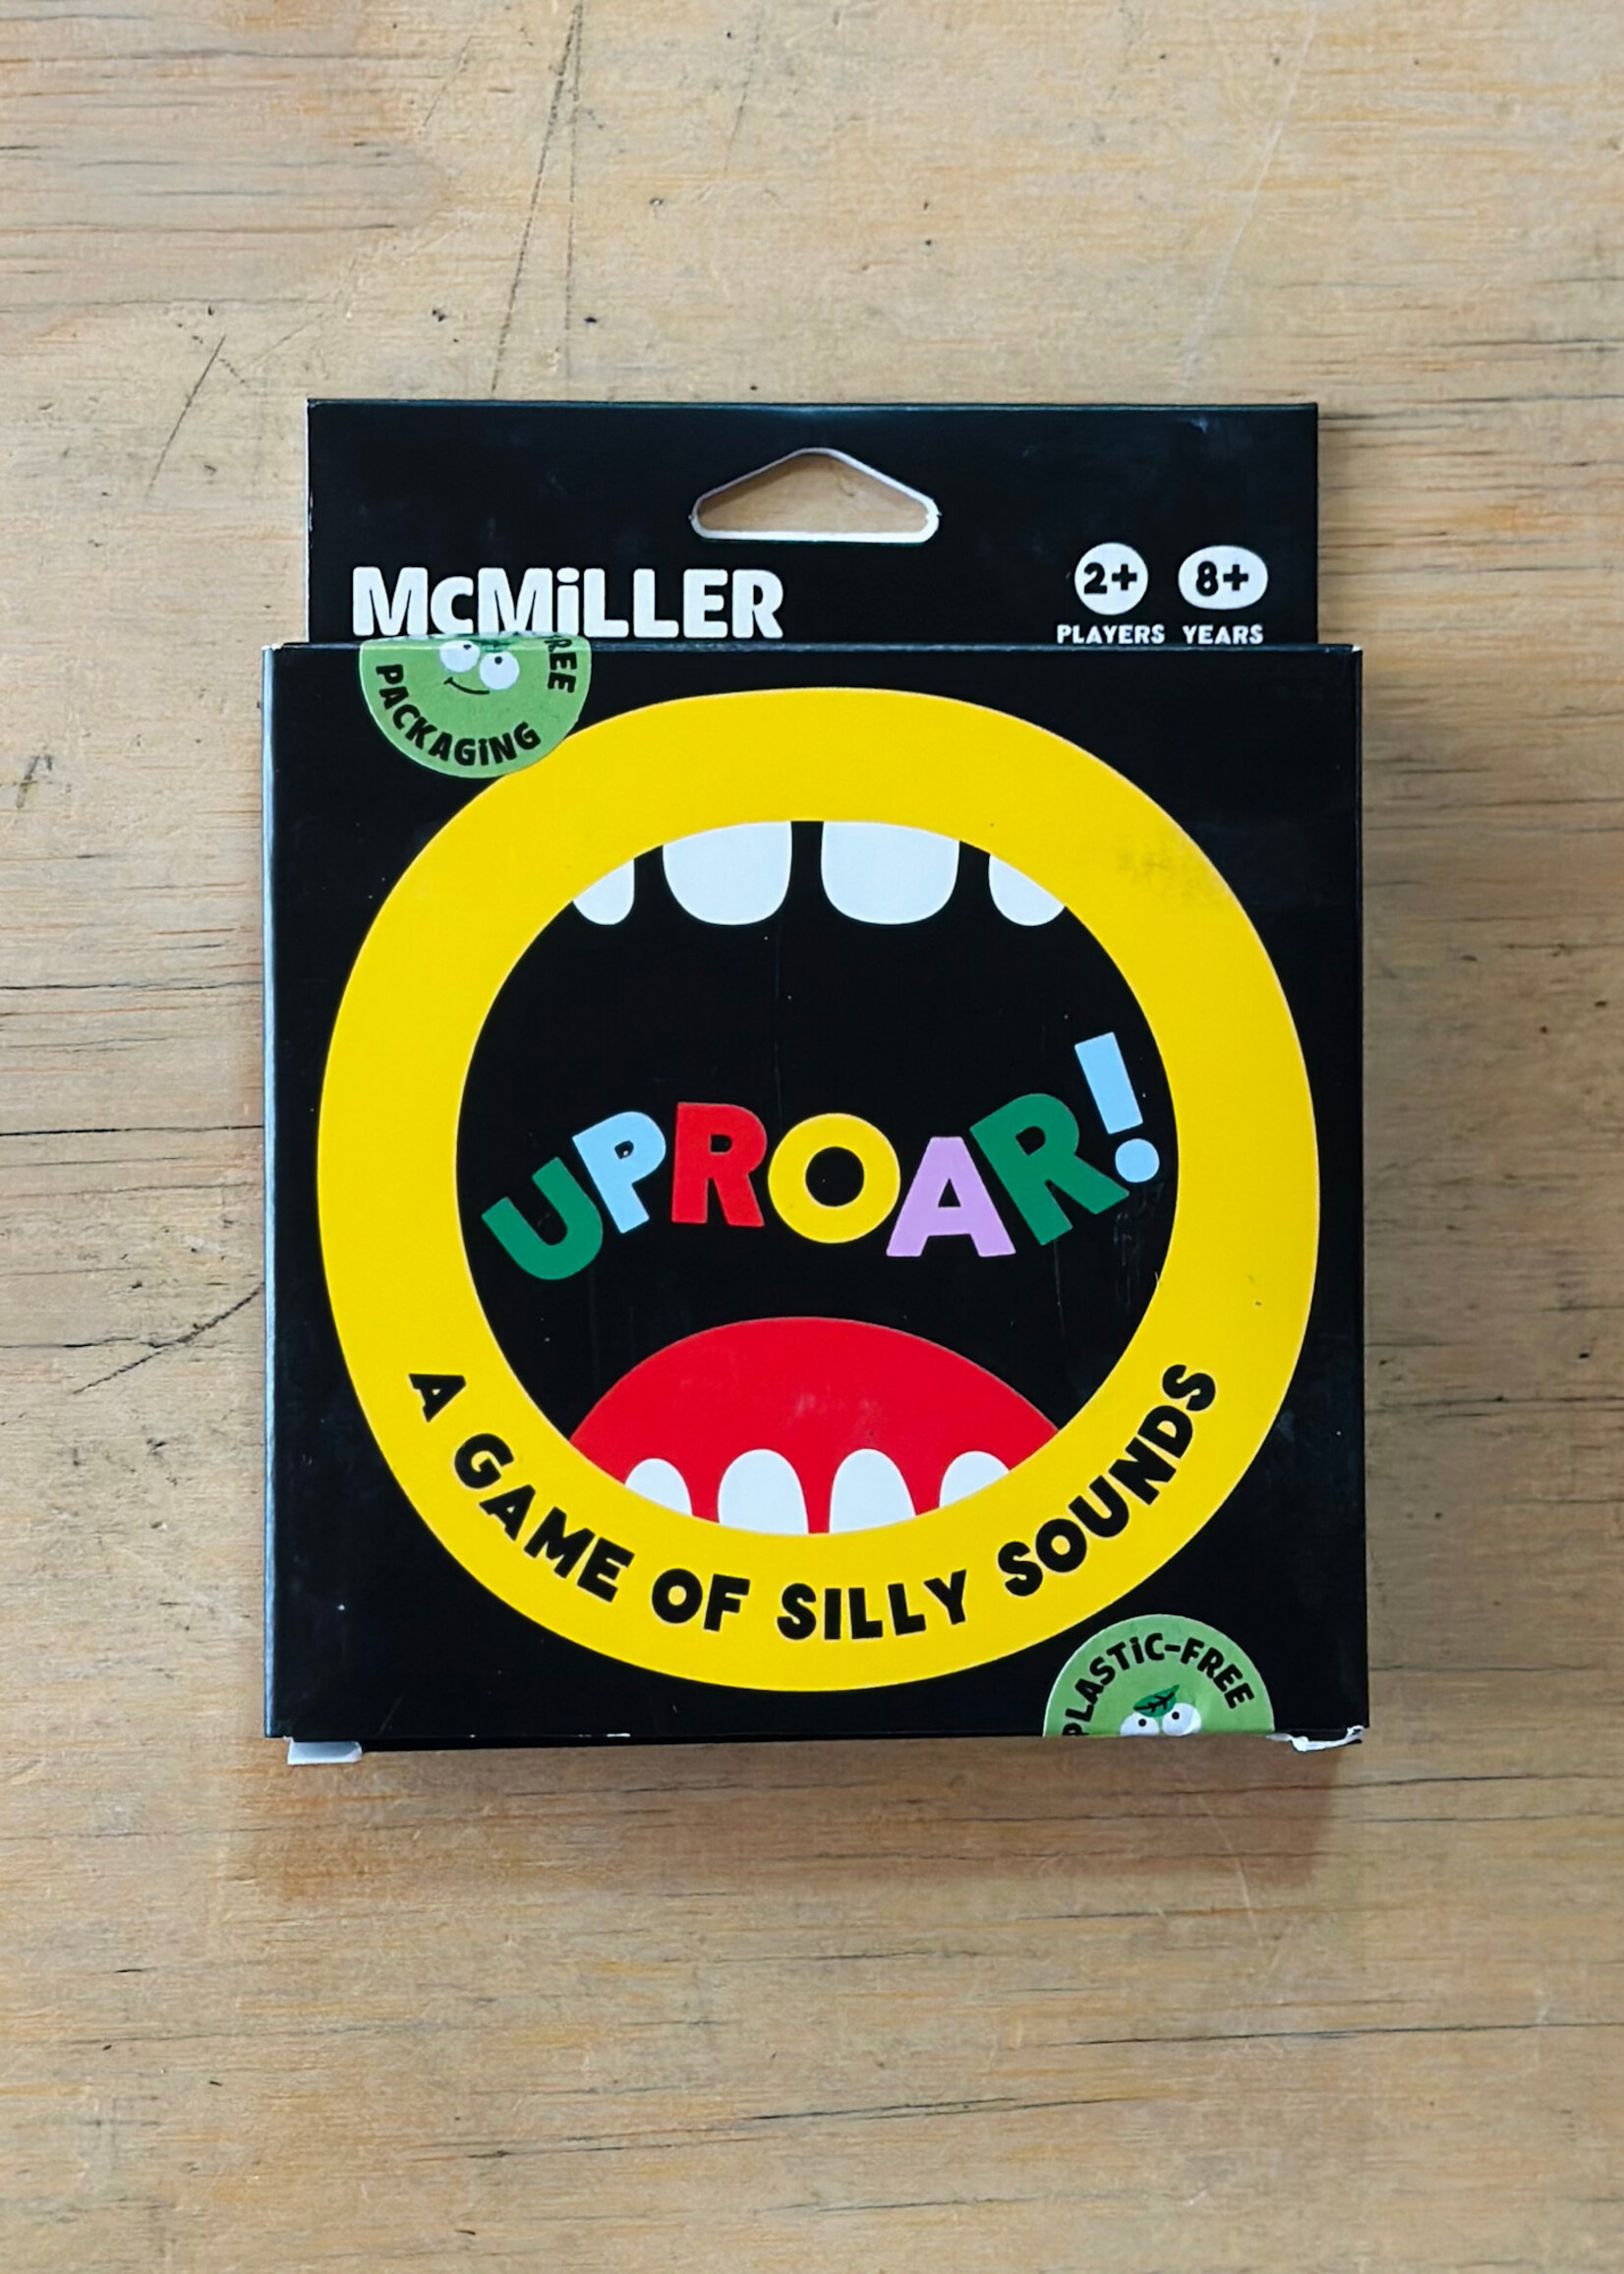 McMiLLER
2+ 8+
PLAYERS YEARS
PACKAGiNG
UPROAR!
A GAME OF SILLY SOUNDS
PLASTiC-FREE